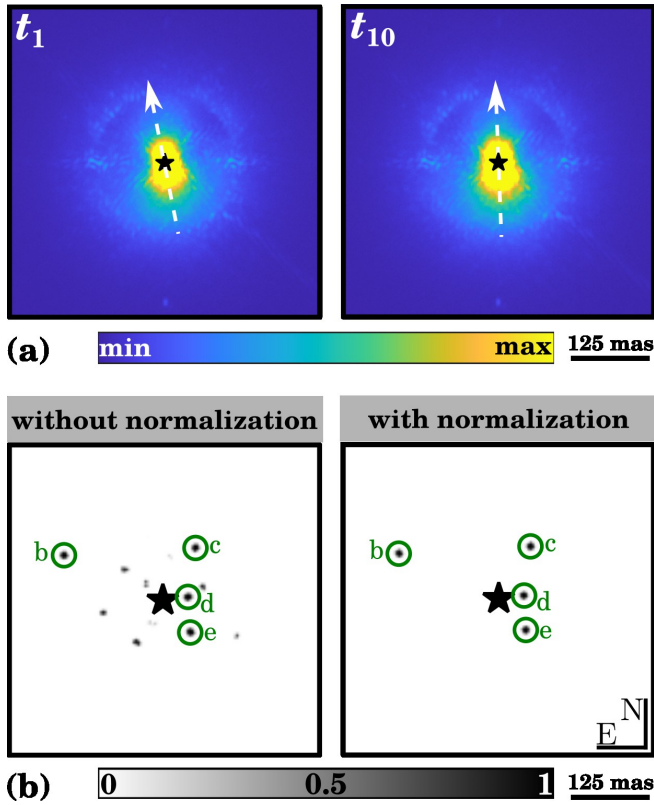 t1 t10
(a) min max 125 mas
without normalization with normalization
b c d e b c d e
N
E
(b) 0 0.5 1 125 mas